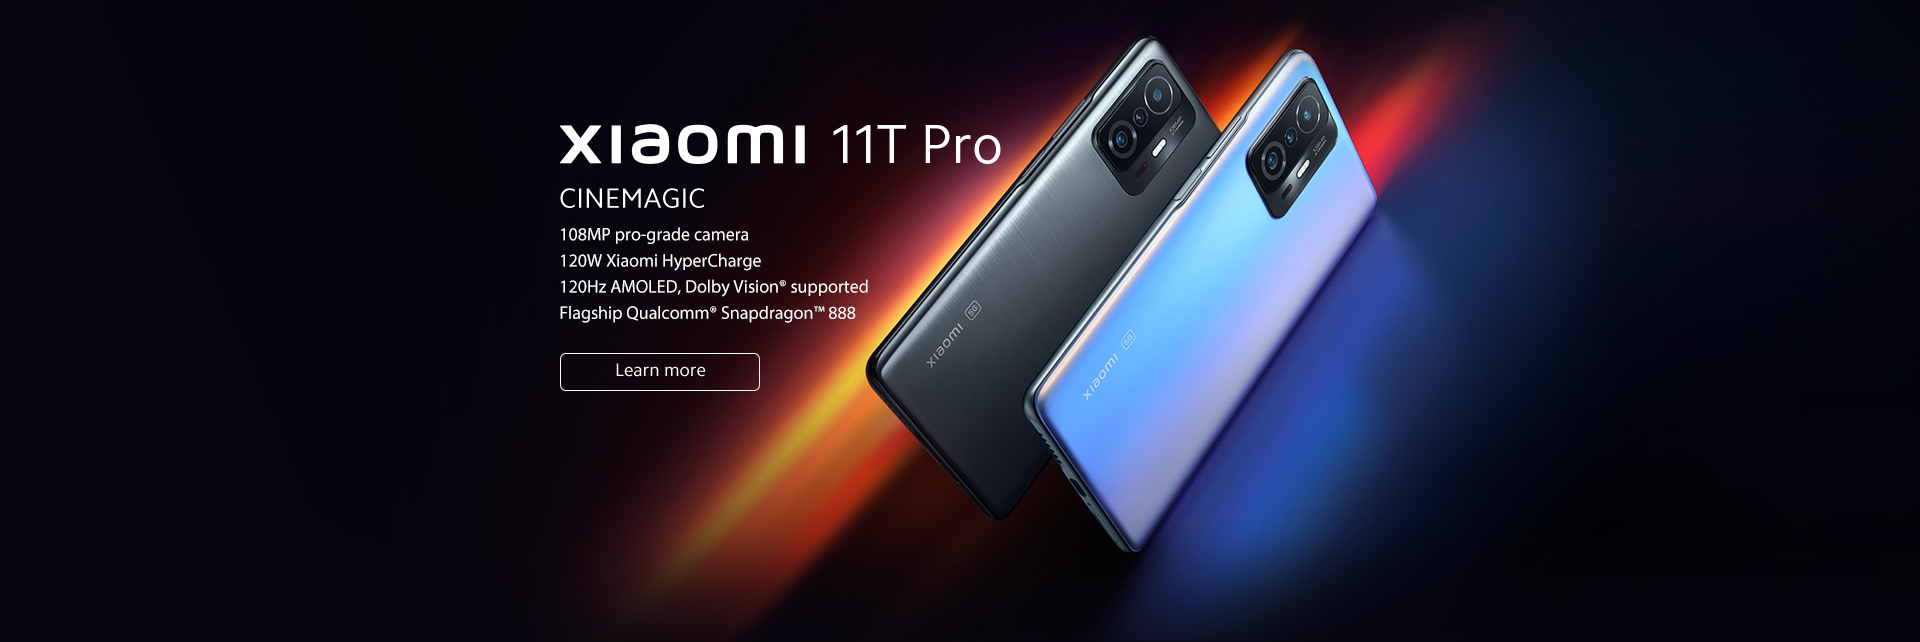 xiaomi 11T Pro
CINEMAGIC
108MP pro-grade camera
120W Xiaomi HyperCharge
120Hz AMOLED, Dolby Vision® supported
Flagship Qualcomm® Snapdragon™ 888
Learn more
xiaomi 5G
xiaomi 5G